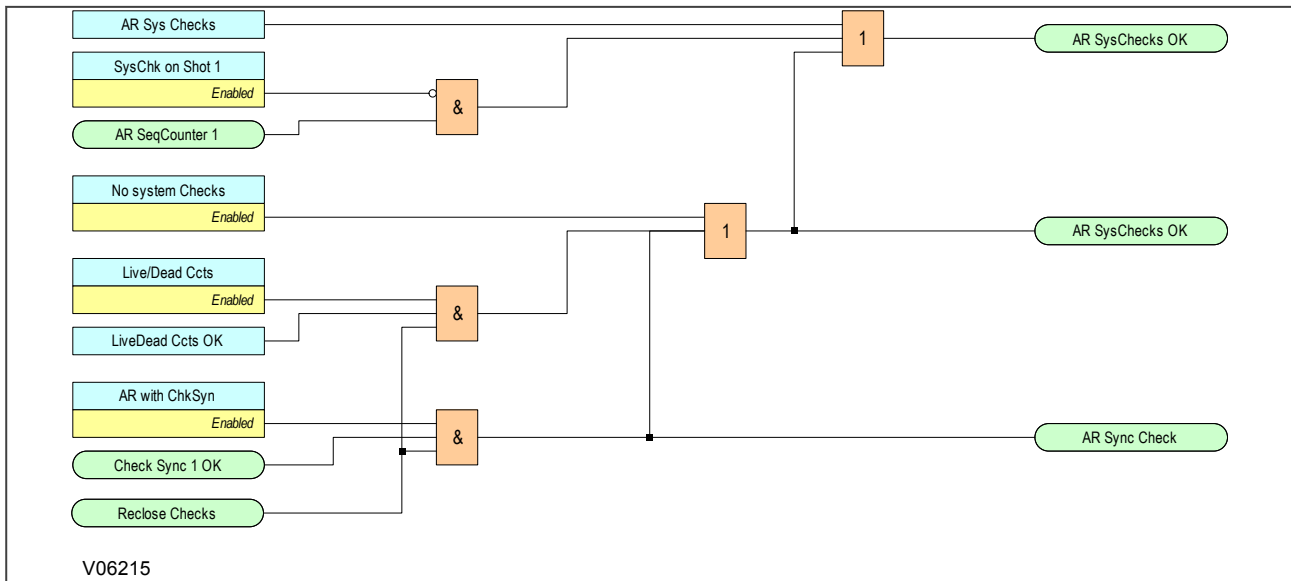 AR Sys Checks
SysChk on Shot 1
Enabled
AR SeqCounter 1
&
1
AR SysChecks OK
No system Checks
Enabled
1
AR SysChecks OK
Live/Dead Ccts
Enabled
LiveDead Ccts OK
&
AR with ChkSyn
Enabled
Check Sync 1 OK
&
AR Sync Check
Reclose Checks
V06215